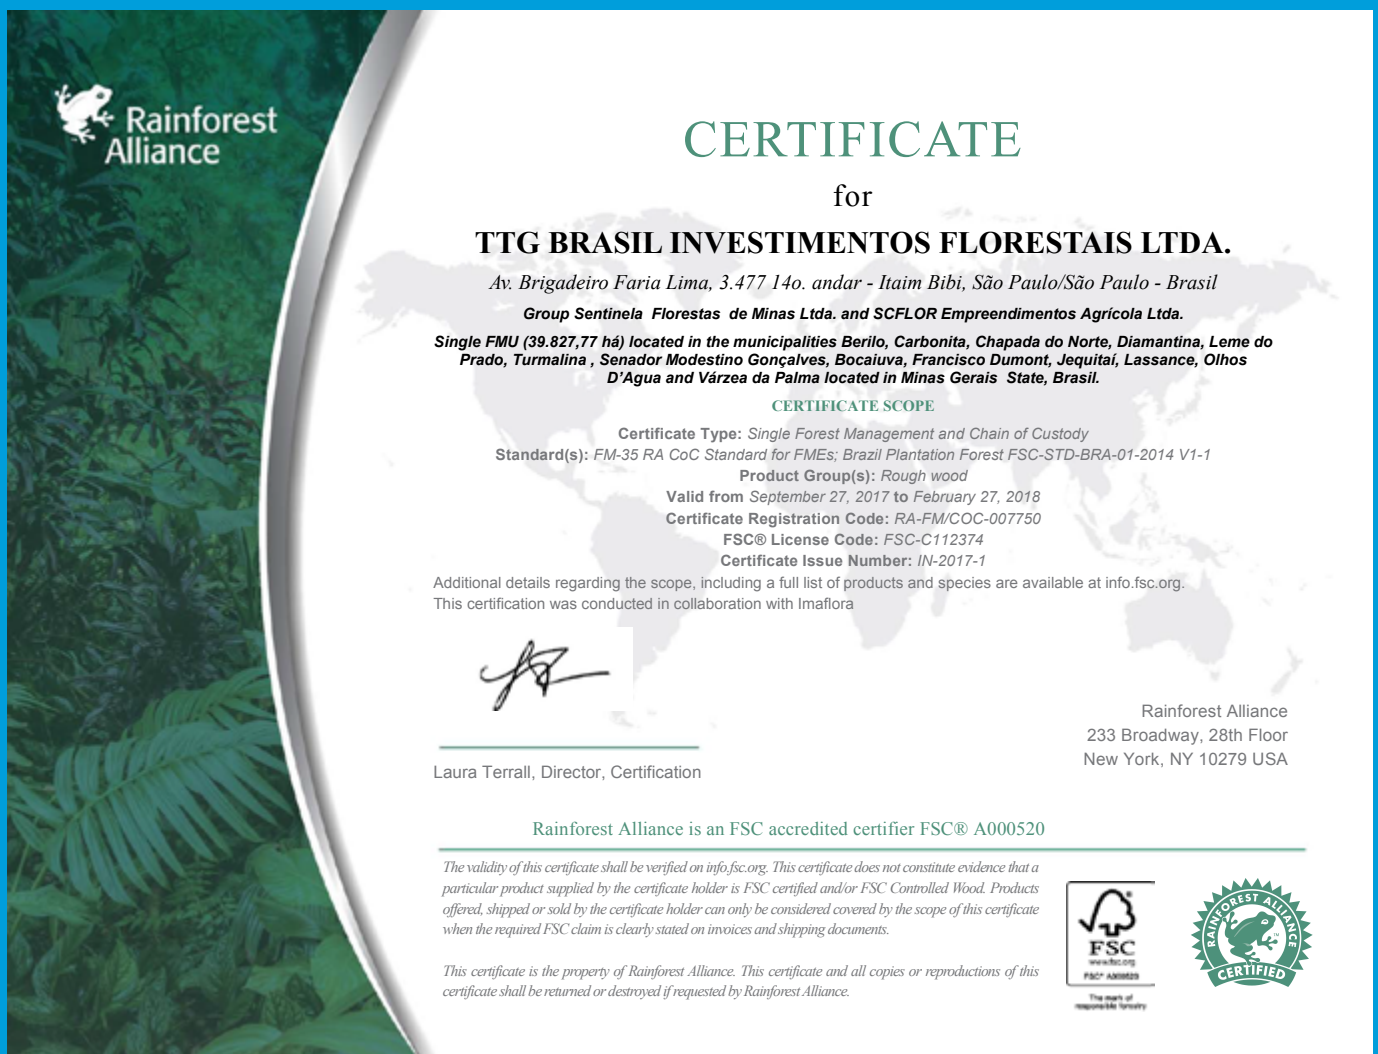 Rainforest
Alliance
CERTIFICATE
for
TTG BRASIL INVESTIMENTOS FLORESTAIS LTDA.
Av. Brigadeiro Faria Lima, 3.477 14o. andar - Itaim Bibi, São Paulo/São Paulo - Brasil
Group Sentinela Florestas de Minas Ltda. and SCFLOR Empreendimentos Agrícola Ltda.
Single FMU (39.827,77 há) located in the municipalities Berilo, Carbonita, Chapada do Norte, Diamantina, Leme do
Prado, Turmalina , Senador Modestino Gonçalves, Bocaiuva, Francisco Dumont, Jequitaí, Lassance, Olhos
D'Agua and Várzea da Palma located in Minas Gerais State, Brasil.
CERTIFICATE SCOPE
Certificate Type: Single Forest Management and Chain of Custody
Standard(s): FM-35 RA CoC Standard for FMEs; Brazil Plantation Forest FSC-STD-BRA-01-2014 V1-1
Product Group(s): Rough wood
Valid from September 27, 2017 to February 27, 2018
Certificate Registration Code: RA-FM/COC-007750
FSC® License Code: FSC-C112374
Certificate Issue Number: IN-2017-1
Additional details regarding the scope, including a full list of products and species are available at info.fsc.org.
This certification was conducted in collaboration with Imaflora
Laura Terrall, Director, Certification
Rainforest Alliance
233 Broadway, 28th Floor
New York, NY 10279 USA
Rainforest Alliance is an FSC accredited certifier FSC® A000520
The validity of this certificate shall be verified on info.fsc.org. This certificate does not constitute evidence that a
particular product supplied by the certificate holder is FSC certified and/or FSC Controlled Wood. Products
offered, shipped or sold by the certificate holder can only be considered covered by the scope of this certificate
when the required FSC claim is clearly stated on invoices and shipping documents.
This certificate is the property of Rainforest Alliance. This certificate and all copies or reproductions of this
certificate shall be returned or destroyed if requested by Rainforest Alliance.
FSC
www.fsc.org
FSC® A000520
The mark of
responsible forestry
RAINFOREST ALLIANCE
CERTIFIED
TM